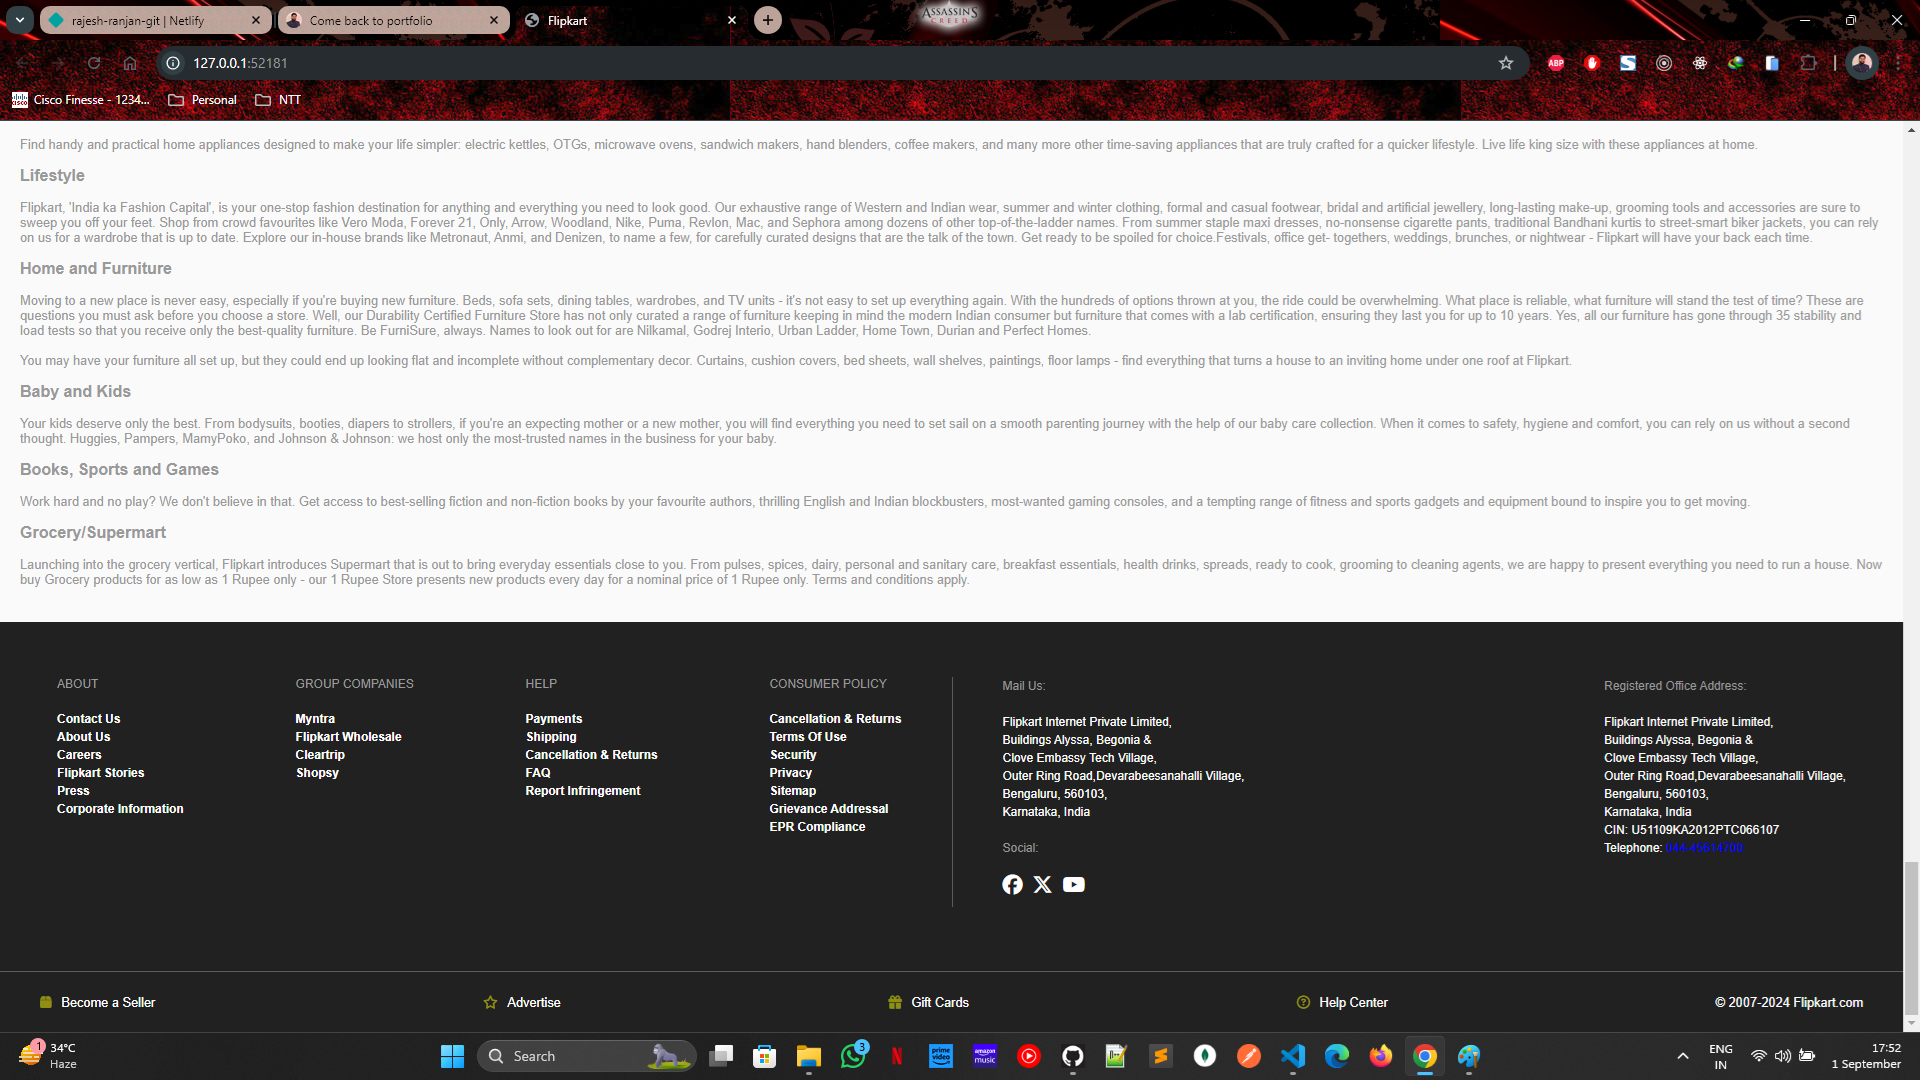 rajesh-ranjan-git | Netlify
Come back to portfolio
Flipkart
ASSASSIN'S
CREED
127.0.0.1:52181
ABP
Cisco Finesse - 1234...
Personal
NTT
Find handy and practical home appliances designed to make your life simpler: electric kettles, OTGs, microwave ovens, sandwich makers, hand blenders, coffee makers, and many more other time-saving appliances that are truly crafted for a quicker lifestyle. Live life king size with these appliances at home.
Lifestyle
Flipkart, 'India ka Fashion Capital', is your one-stop fashion destination for anything and everything you need to look good. Our exhaustive range of Western and Indian wear, summer and winter clothing, formal and casual footwear, bridal and artificial jewellery, long-lasting make-up, grooming tools and accessories are sure to
sweep you off your feet. Shop from crowd favourites like Vero Moda, Forever 21, Only, Arrow, Woodland, Nike, Puma, Revlon, Mac, and Sephora among dozens of other top-of-the-ladder names. From summer staple maxi dresses, no-nonsense cigarette pants, traditional Bandhani kurtis to street-smart biker jackets, you can rely
on us for a wardrobe that is up to date. Explore our in-house brands like Metronaut, Anmi, and Denizen, to name a few, for carefully curated designs that are the talk of the town. Get ready to be spoiled for choice.Festivals, office get- togethers, weddings, brunches, or nightwear - Flipkart will have your back each time.
Home and Furniture
Moving to a new place is never easy, especially if you're buying new furniture. Beds, sofa sets, dining tables, wardrobes, and TV units - it's not easy to set up everything again. With the hundreds of options thrown at you, the ride could be overwhelming. What place is reliable, what furniture will stand the test of time? These are
questions you must ask before you choose a store. Well, our Durability Certified Furniture Store has not only curated a range of furniture keeping in mind the modern Indian consumer but furniture that comes with a lab certification, ensuring they last you for up to 10 years. Yes, all our furniture has gone through 35 stability and
load tests so that you receive only the best-quality furniture. Be FurniSure, always. Names to look out for are Nilkamal, Godrej Interio, Urban Ladder, Home Town, Durian and Perfect Homes.
You may have your furniture all set up, but they could end up looking flat and incomplete without complementary decor. Curtains, cushion covers, bed sheets, wall shelves, paintings, floor lamps - find everything that turns a house to an inviting home under one roof at Flipkart.
Baby and Kids
Your kids deserve only the best. From bodysuits, booties, diapers to strollers, if you're an expecting mother or a new mother, you will find everything you need to set sail on a smooth parenting journey with the help of our baby care collection. When it comes to safety, hygiene and comfort, you can rely on us without a second
thought. Huggies, Pampers, MamyPoko, and Johnson & Johnson: we host only the most-trusted names in the business for your baby.
Books, Sports and Games
Work hard and no play? We don't believe in that. Get access to best-selling fiction and non-fiction books by your favourite authors, thrilling English and Indian blockbusters, most-wanted gaming consoles, and a tempting range of fitness and sports gadgets and equipment bound to inspire you to get moving.
Grocery/Supermart
Launching into the grocery vertical, Flipkart introduces Supermart that is out to bring everyday essentials close to you. From pulses, spices, dairy, personal and sanitary care, breakfast essentials, health drinks, spreads, ready to cook, grooming to cleaning agents, we are happy to present everything you need to run a house. Now
buy Grocery products for as low as 1 Rupee only - our 1 Rupee Store presents new products every day for a nominal price of 1 Rupee only. Terms and conditions apply.
ABOUT
Contact Us
About Us
Careers
Flipkart Stories
Press
Corporate Information
GROUP COMPANIES
Myntra
Flipkart Wholesale
Cleartrip
Shopsy
HELP
Payments
Shipping
Cancellation & Returns
FAQ
Report Infringement
CONSUMER POLICY
Cancellation & Returns
Terms Of Use
Security
Privacy
Sitemap
Grievance Addressal
EPR Compliance
Mail Us:
Flipkart Internet Private Limited,
Buildings Alyssa, Begonia &
Clove Embassy Tech Village,
Outer Ring Road,Devarabeesanahalli Village,
Bengaluru, 560103,
Karnataka, India
Social:
Registered Office Address:
Flipkart Internet Private Limited,
Buildings Alyssa, Begonia &
Clove Embassy Tech Village,
Outer Ring Road,Devarabeesanahalli Village,
Bengaluru, 560103,
Karnataka, India
CIN: U51109KA2012PTC066107
Telephone:
Become a Seller
Advertise
Gift Cards
Help Center
© 2007-2024 Flipkart.com
1
34°C
Haze
Search
3
prime video
amazon music
ENG
IN
17:52
1 September